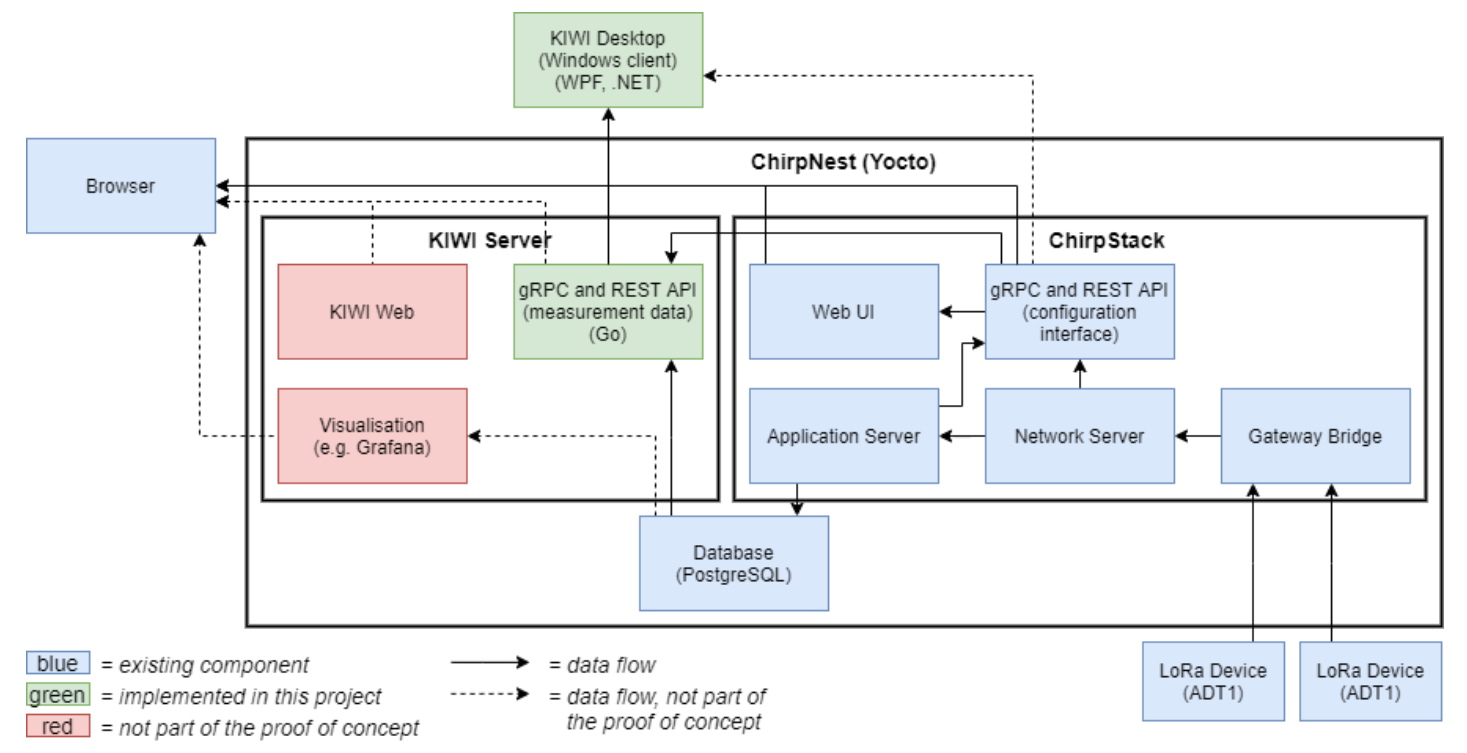 KIWI Desktop
(Windows client)
(WPF, .NET)
ChirpNest (Yocto)
Browser
KIWI Server
ChirpStack
KIWI Web
gRPC and REST API
(measurement data)
(Go)
Web UI
gRPC and REST API
(configuration
interface)
Visualisation
(e.g. Grafana)
Application Server
Network Server
Gateway Bridge
Database
(PostgreSQL)
LoRa Device
(ADT1)
LoRa Device
(ADT1)
blue = existing component
green = implemented in this project
red = not part of the proof of concept
= data flow
= data flow, not part of
the proof of concept